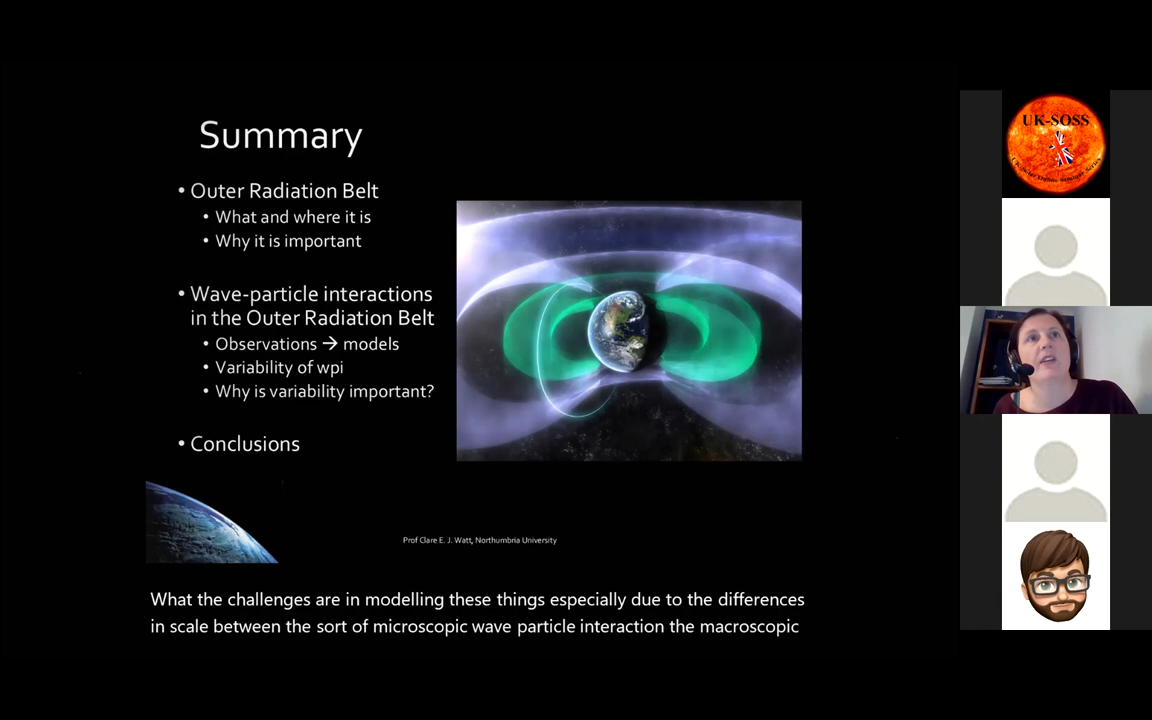 Summary
• Outer Radiation Belt
• What and where it is
• Why it is important
• Wave-particle interactions
in the Outer Radiation Belt
• Observations → models
• Variability of wpi
• Why is variability important?
• Conclusions
Prof Clare E. J. Watt, Northumbria University
What the challenges are in modelling these things especially due to the differences
in scale between the sort of microscopic wave particle interaction the macroscopic
UK-SOSS